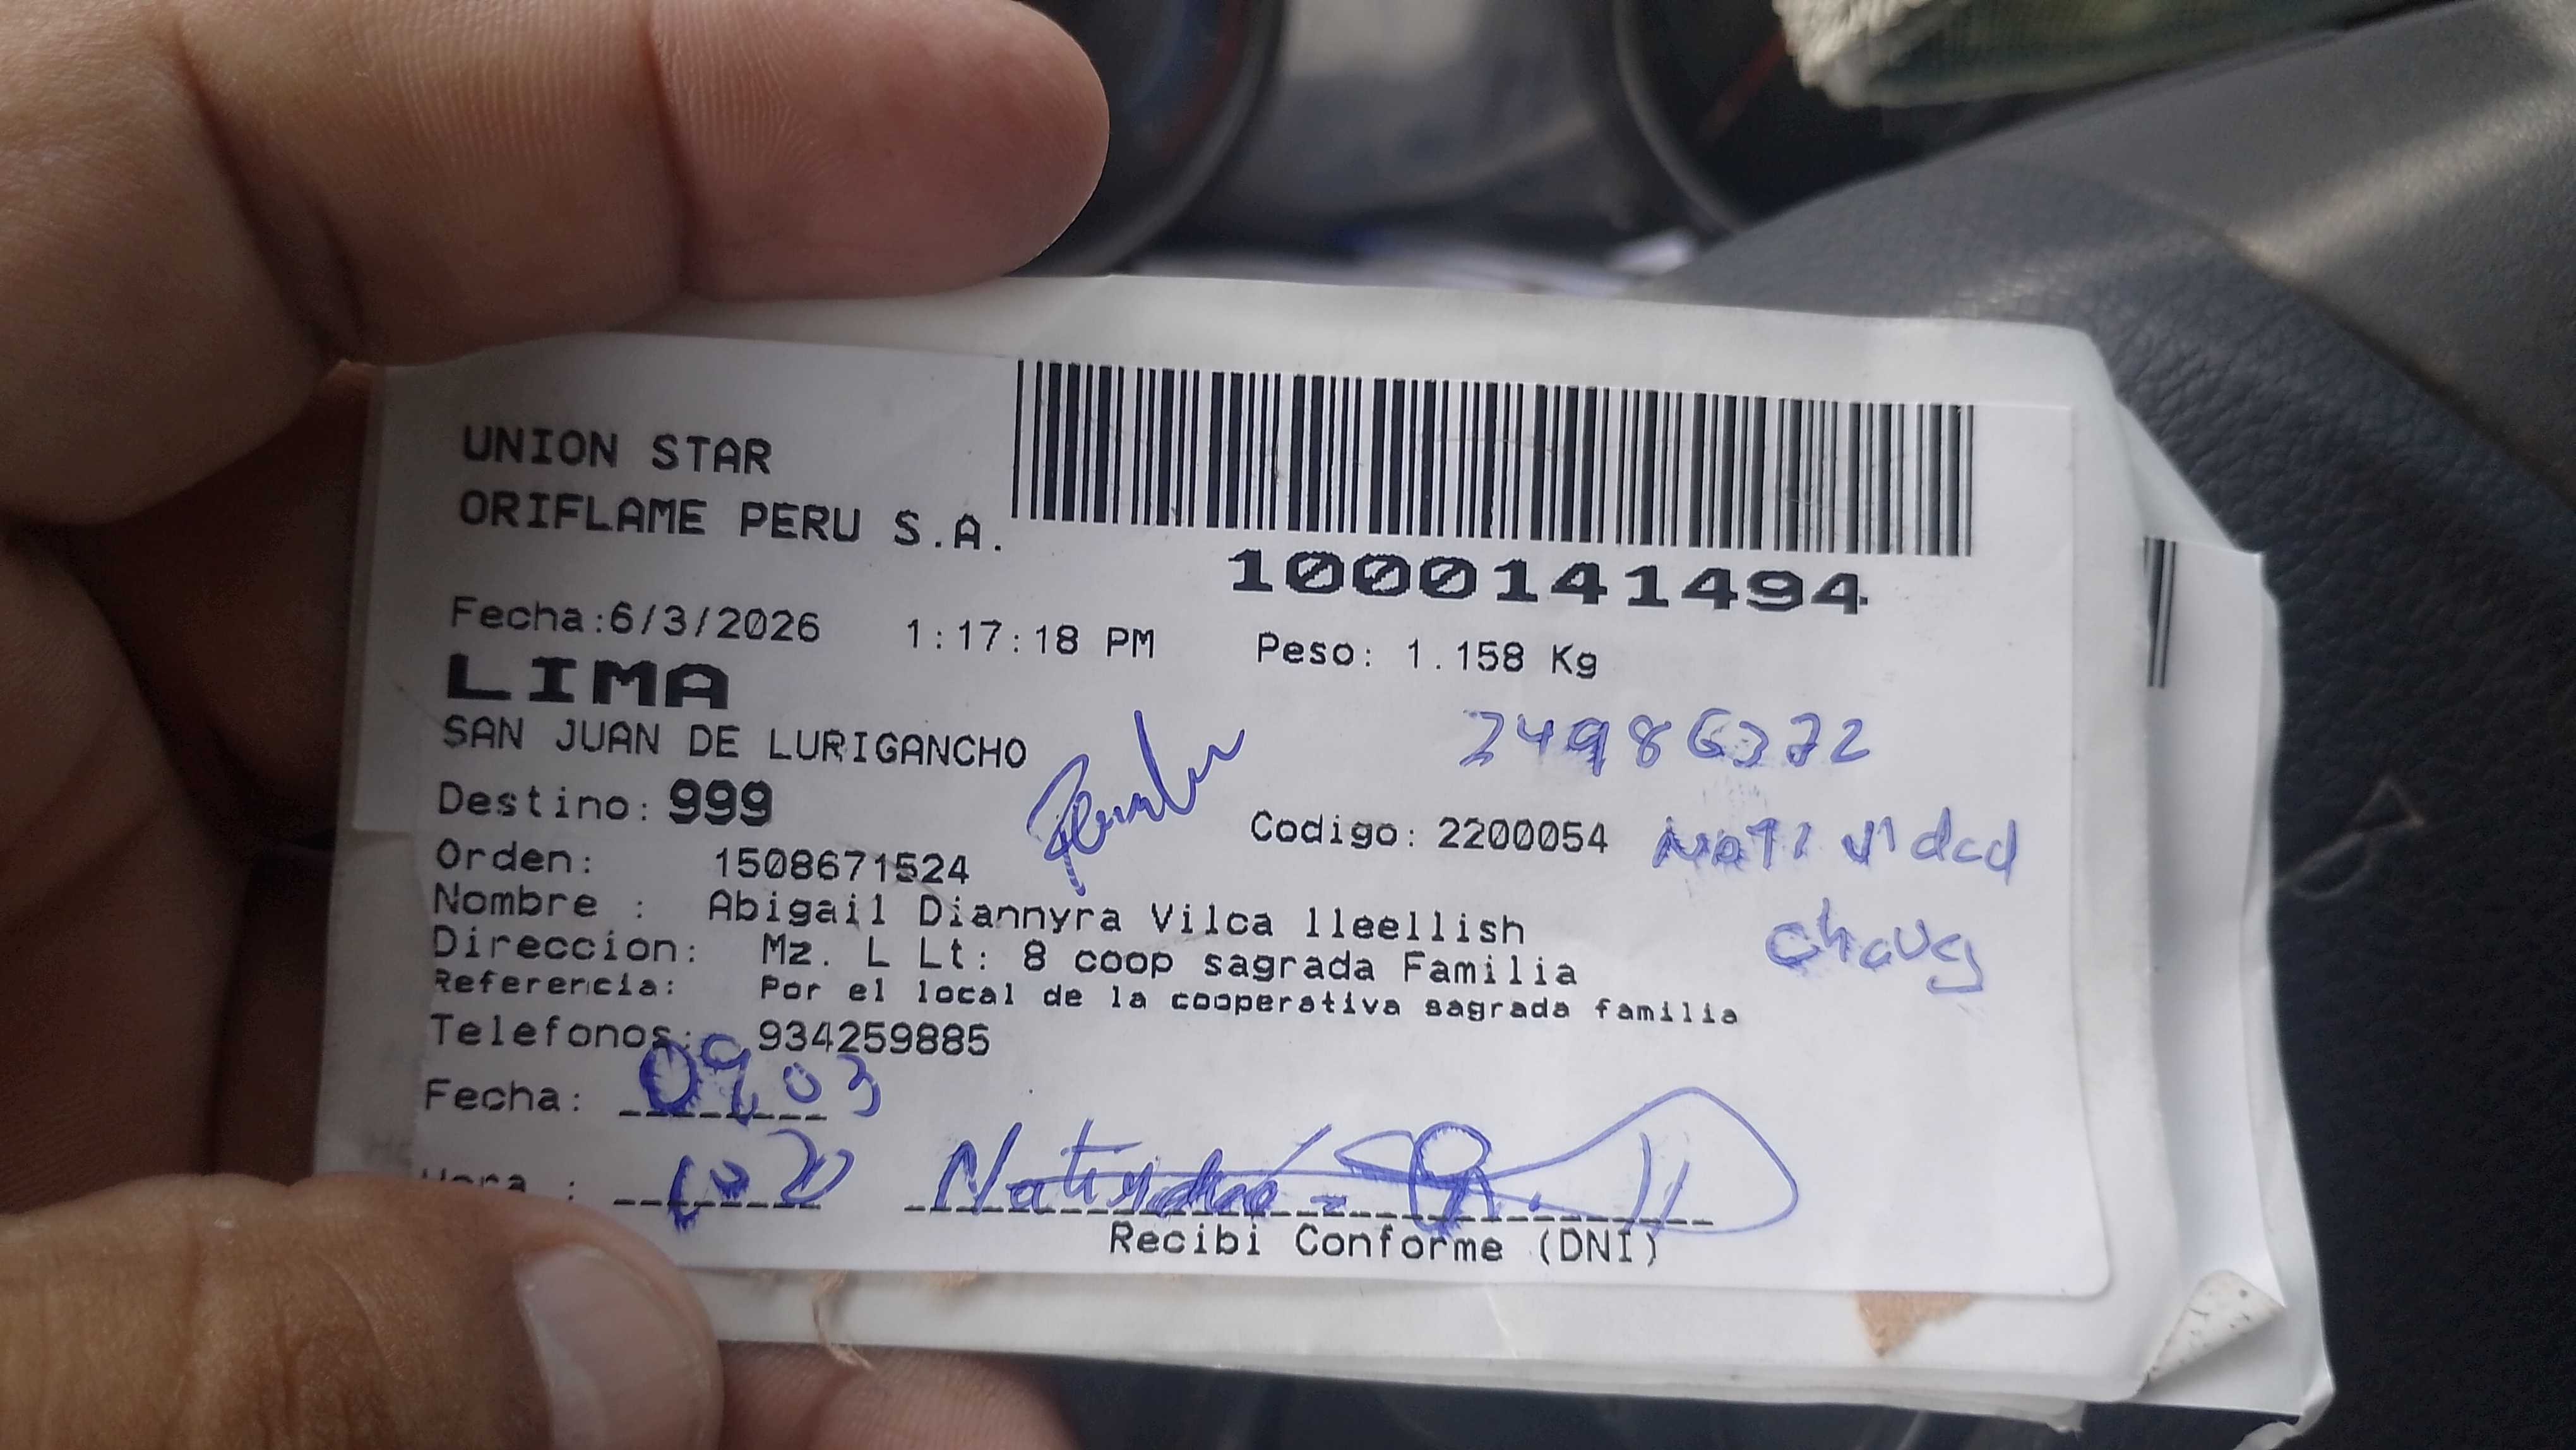 UNION STAR
ORIFLAME PERU S.A.
1000141494
Fecha:6/3/2026 1:17:18 PM Peso: 1.158 Kg
LIMA
SAN JUAN DE LURIGANCHO
Destino: 999
Codigo: 2200054
Orden: 1508671524
Nombre : Abigail Diannyra Vilca lleellish
Direccion: Mz. L Lt: 8 coop sagrada Familia
Referencia: Por el local de la cooperativa sagrada familia
Telefonos: 934259885
Fecha: 09 03
Hora :
Recibi Conforme (DNI)